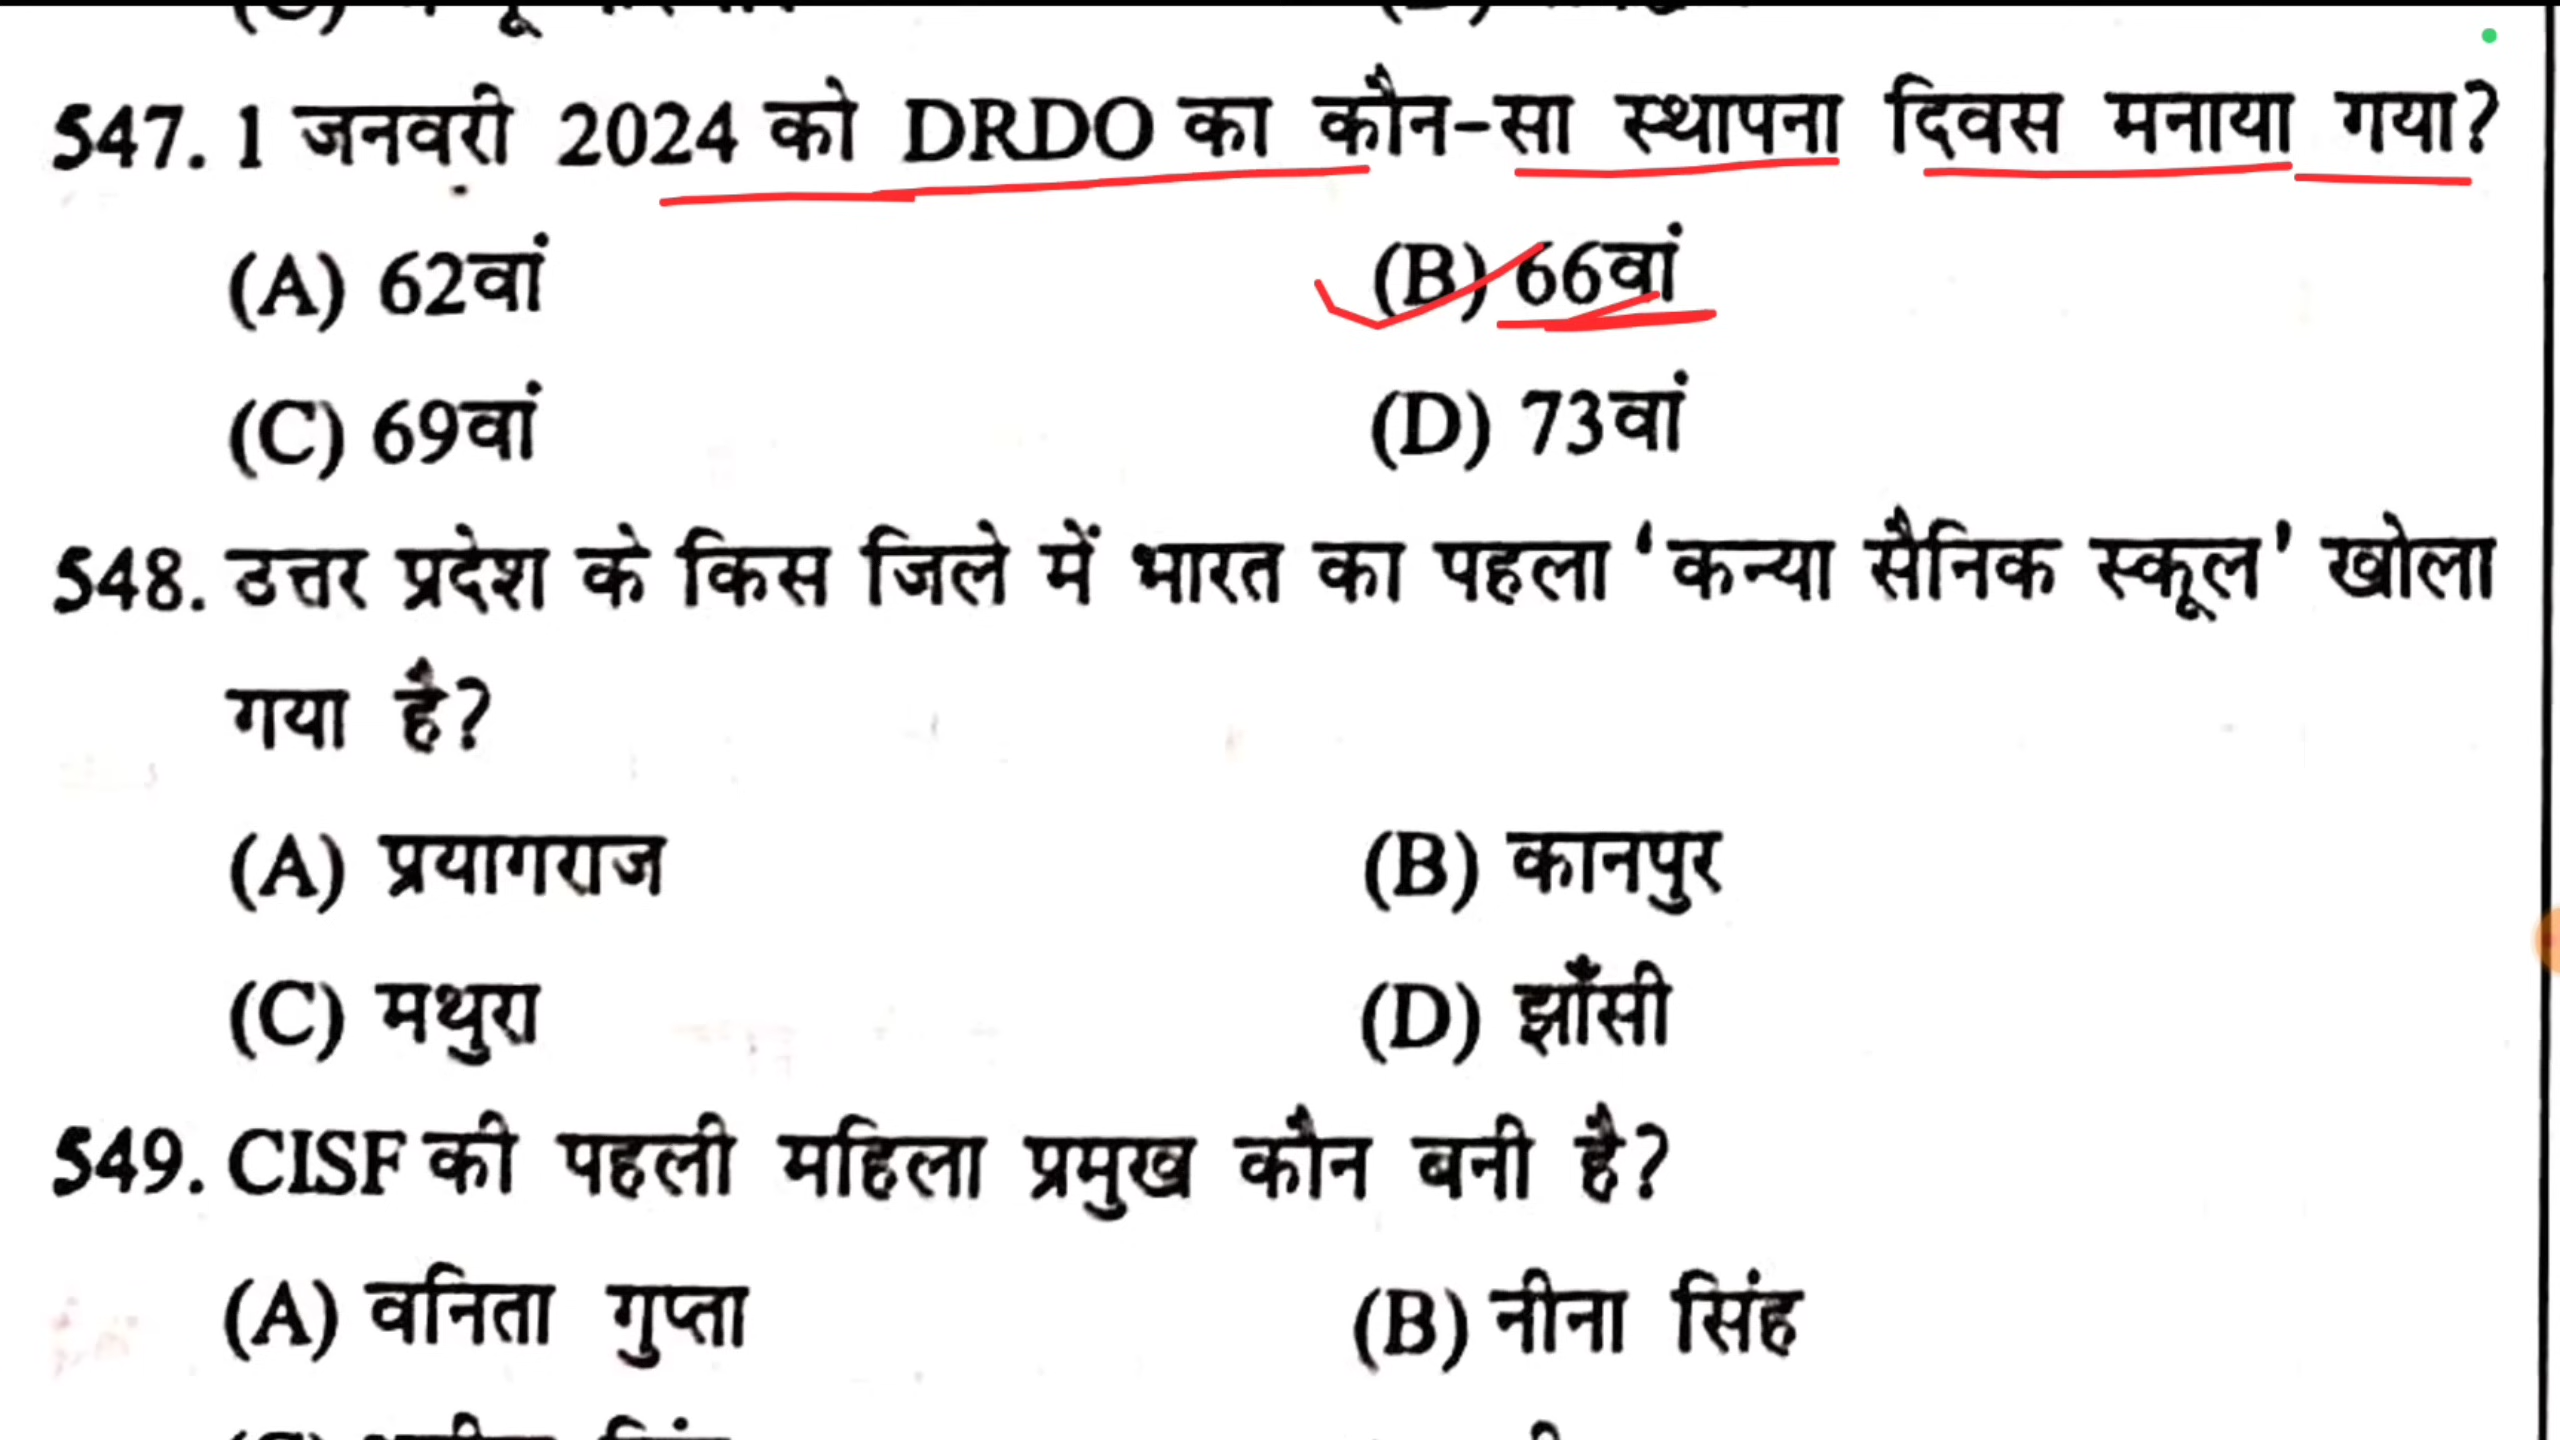 547. 1 जनवरी 2024 को DRDO का कौन-सा स्थापना दिवस मनाया गया?
(A) 62वां (B) 66वां
(C) 69वां (D) 73वां
548. उत्तर प्रदेश के किस जिले में भारत का पहला ‘कन्या सैनिक स्कूल’ खोला
गया है?
(A) प्रयागराज (B) कानपुर
(C) मथुरा (D) झाँसी
549. CISF की पहली महिला प्रमुख कौन बनी है?
(A) वनिता गुप्ता (B) नीना सिंह